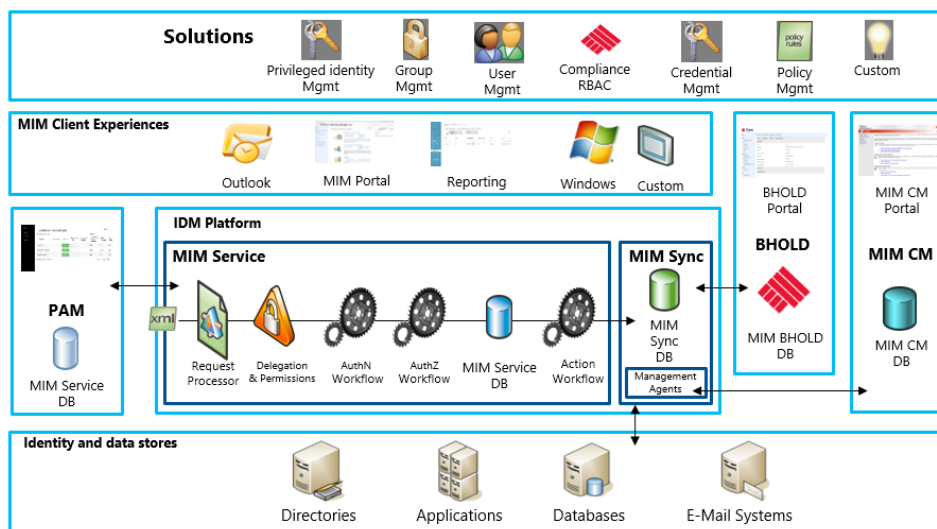 Solutions
Privileged identity
Mgmt
Group
Mgmt
User
Mgmt
Compliance
RBAC
Credential
Mgmt
policy
rules
Policy
Mgmt
Custom
MIM Client Experiences
Outlook
MIM Portal
Reporting
Windows
Custom
BHOLD
Portal
MIM CM
Portal
IDM Platform
PAM
MIM Service
DB
MIM Service
xml
Request
Processor
Delegation
& Permissions
AuthN
Workflow
AuthZ
Workflow
MIM Service
DB
Action
Workflow
MIM Sync
MIM
Sync
DB
Management
Agents
BHOLD
MIM BHOLD
DB
MIM CM
MIM CM
DB
Identity and data stores
Directories
Applications
Databases
E-Mail Systems